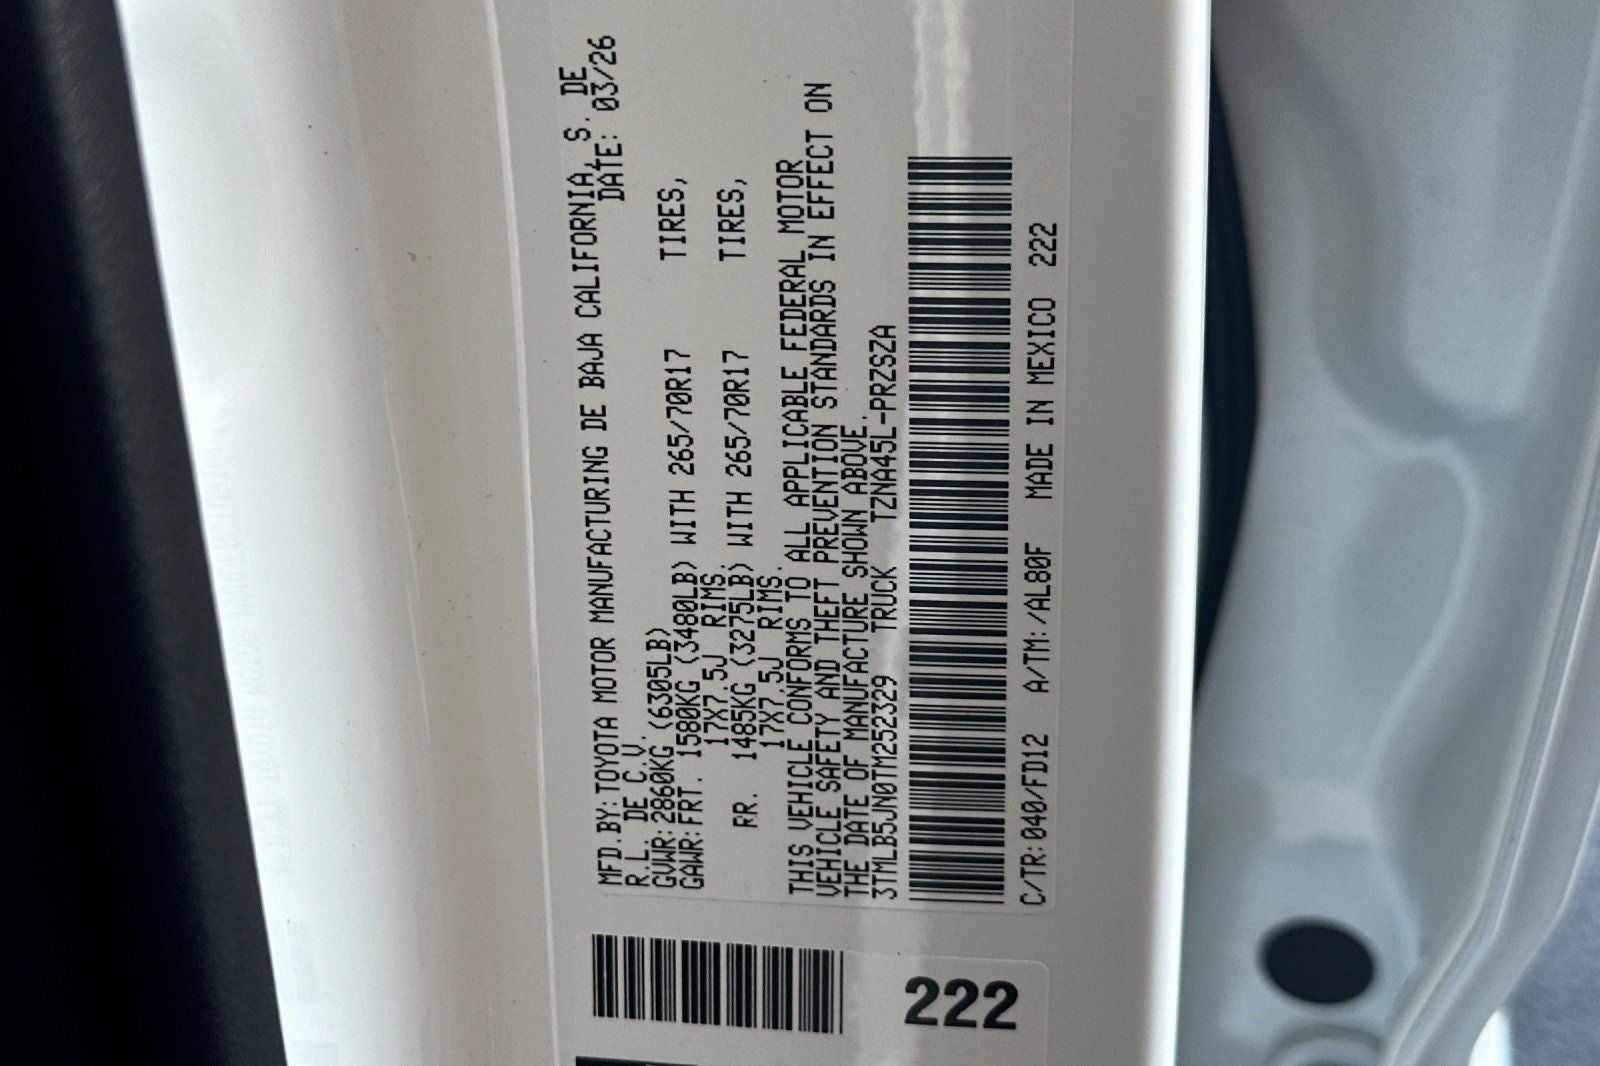 MFD.BY:TOYOTA MOTOR MANUFACTURING DE BAJA CALIFORNIA, S. DE
R.L. DE C.V. DATE: 03/26
GVWR:2860KG (6305LB)
GAWR:FRT. 1580KG (3480LB) WITH 265/70R17 TIRES,
17X7.5J RIMS.
RR. 1485KG (3275LB) WITH 265/70R17 TIRES,
17X7.5J RIMS.
THIS VEHICLE CONFORMS TO ALL APPLICABLE FEDERAL MOTOR
VEHICLE SAFETY AND THEFT PREVENTION STANDARDS IN EFFECT ON
THE DATE OF MANUFACTURE SHOWN ABOVE.
3TMLB5JN0TM252329 TRUCK TZNA45L-PRZSZA
C/TR:040/FD12 A/TM:/AL80F MADE IN MEXICO 222
222